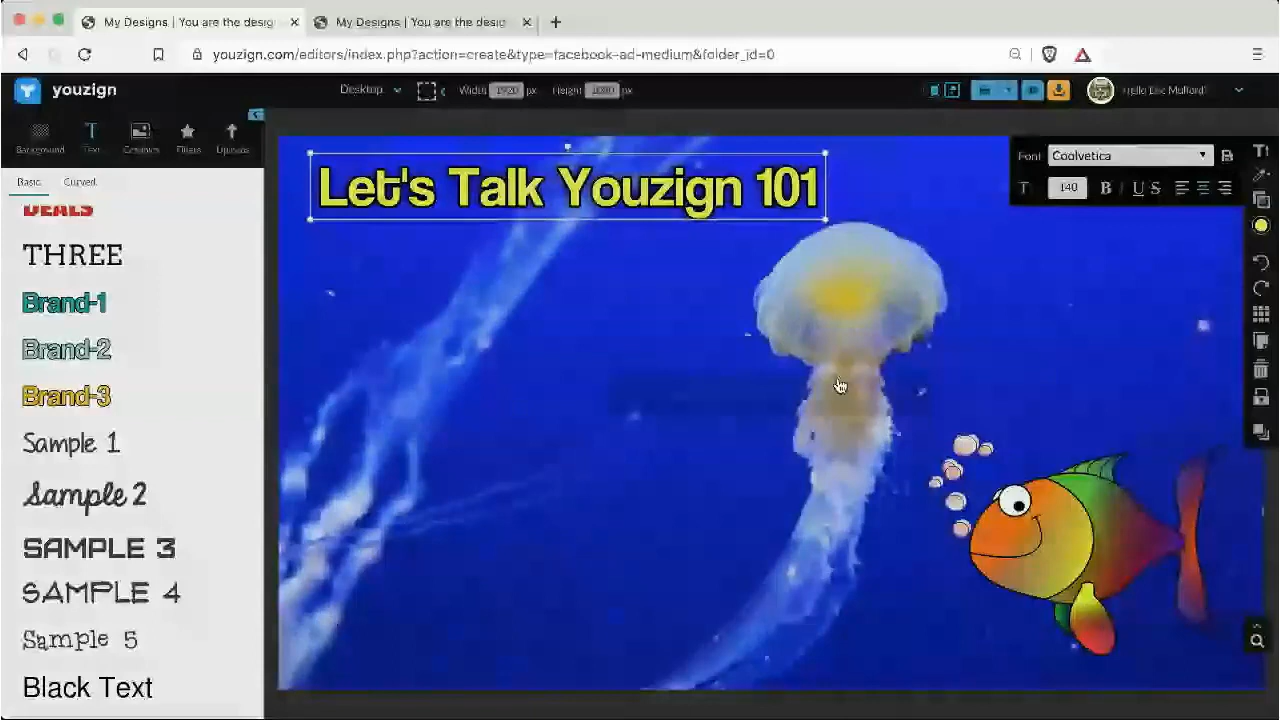 My Designs | You are the desig
My Designs | You are the desig
youzign.com/editors/index.php?action=create&type=facebook-ad-medium&folder_id=0
youzign
Desktop
Width 1920 px Height px
Background Text Graphics Filters Uploads
Basic Curved
DEALS
THREE
Brand-1
Brand-2
Brand-3
Sample 1
Sample 2
SAMPLE 3
SAMPLE 4
Sample 5
Black Text
Let's Talk Youzign 101
Font Coolvetica
T 140 B I U S